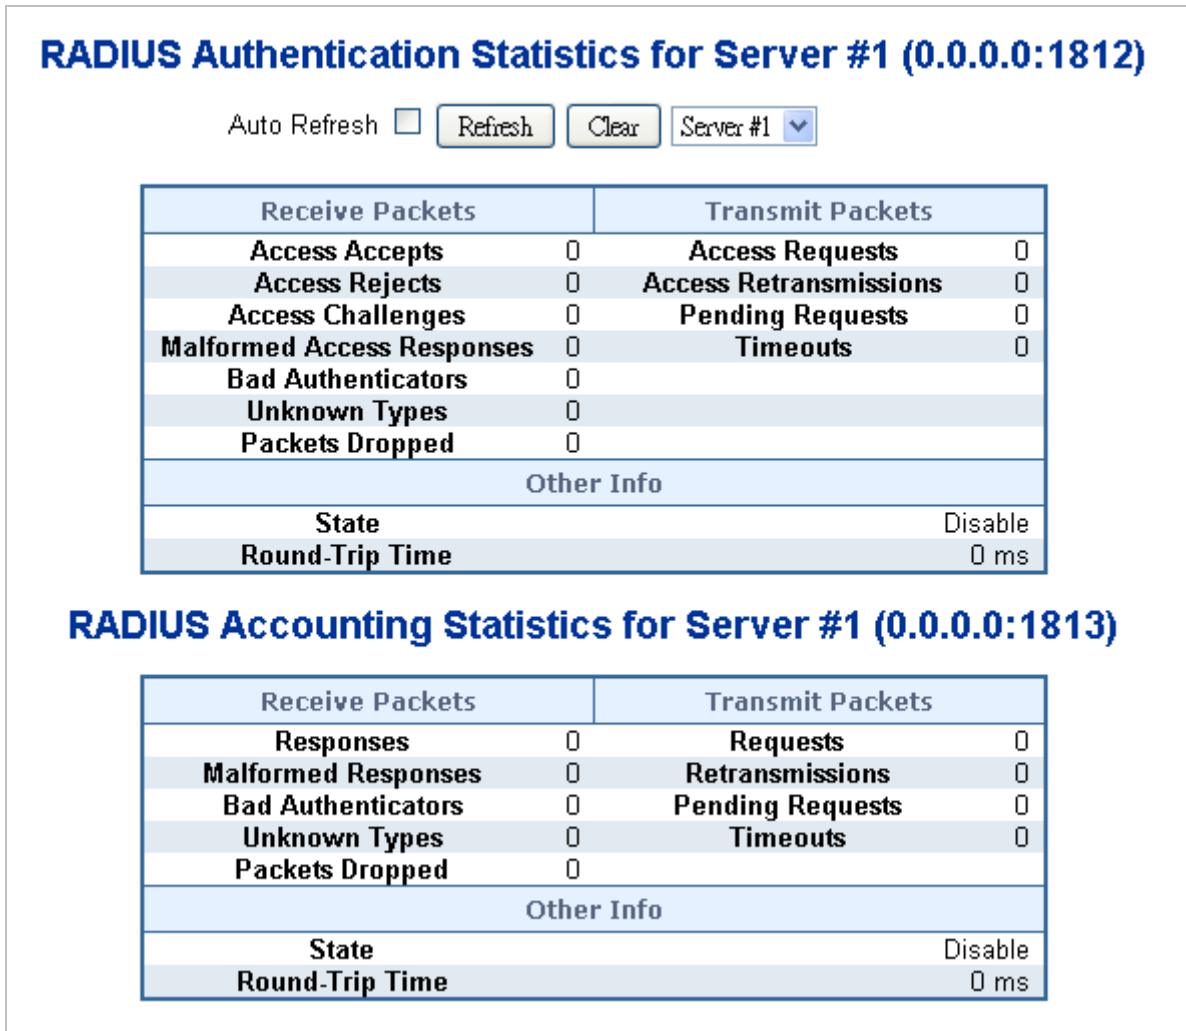 RADIUS Authentication Statistics for Server #1 (0.0.0.0:1812)
Auto Refresh Refresh Clear Server #1
Receive Packets Transmit Packets
Access Accepts 0 Access Requests 0
Access Rejects 0 Access Retransmissions 0
Access Challenges 0 Pending Requests 0
Malformed Access Responses 0 Timeouts 0
Bad Authenticators 0
Unknown Types 0
Packets Dropped 0
Other Info
State Disable
Round-Trip Time 0 ms
RADIUS Accounting Statistics for Server #1 (0.0.0.0:1813)
Receive Packets Transmit Packets
Responses 0 Requests 0
Malformed Responses 0 Retransmissions 0
Bad Authenticators 0 Pending Requests 0
Unknown Types 0 Timeouts 0
Packets Dropped 0
Other Info
State Disable
Round-Trip Time 0 ms